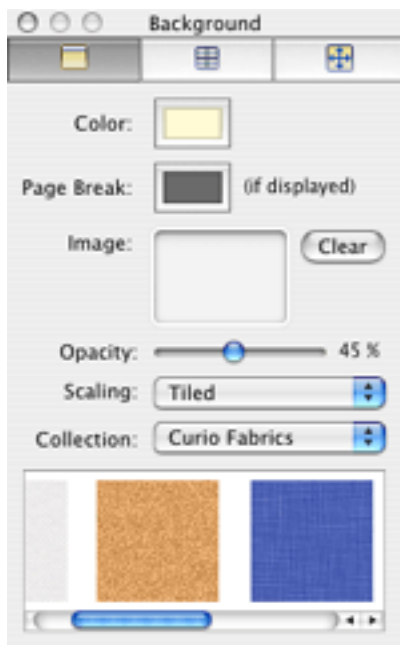 Background
Color:
Page Break: (if displayed)
Image: Clear
Opacity: 45 %
Scaling: Tiled
Collection: Curio Fabrics